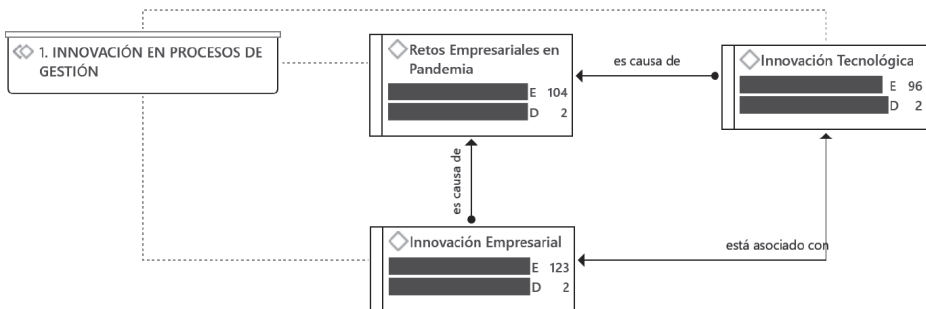 1. INNOVACIÓN EN PROCESOS DE
GESTIÓN
Retos Empresariales en
Pandemia
E 104
D 2
es causa de
Innovación Tecnológica
E 96
D 2
es causa de
Innovación Empresarial
E 123
D 2
está asociado con